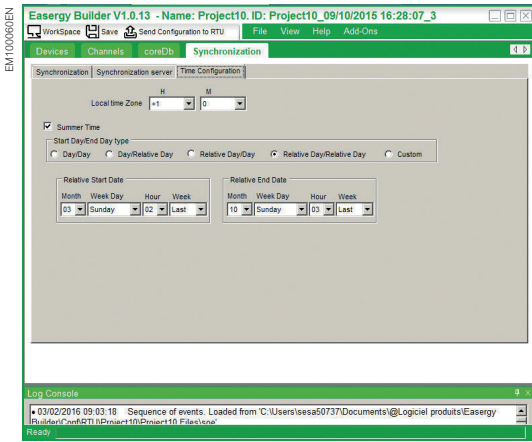 EM100060EN
Easergy Builder V1.0.13 - Name: Project10. ID: Project10_09/10/2015 16:28:07_3
WorkSpace Save Send Configuration to RTU File View Help Add-Ons
Devices Channels coreDb Synchronization
Synchronization Synchronization server Time Configuration
H M
Local time Zone +1 0
Summer Time
Start Day/End Day type
Day/Day Day/Relative Day Relative Day/Day Relative Day/Relative Day Custom
Relative Start Date Relative End Date
Month Week Day Hour Week Month Week Day Hour Week
03 Sunday 02 Last 10 Sunday 03 Last
Log Console
• 03/02/2016 09:03:18 Sequence of events. Loaded from 'C:\Users\sesa50737\Documents\@Logiciel produits\Easergy
Builder\Conf\RTU\Project10\Project10 Files\soe'
Ready